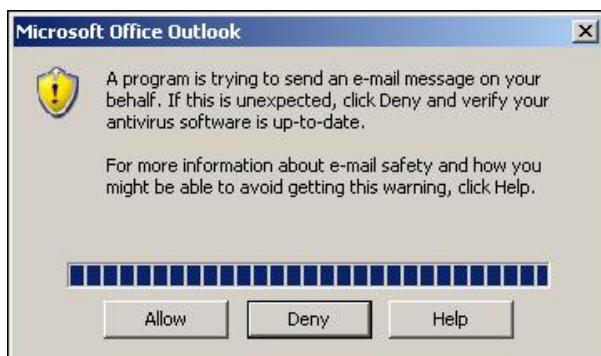 Microsoft Office Outlook
A program is trying to send an e-mail message on your
behalf. If this is unexpected, click Deny and verify your
antivirus software is up-to-date.
For more information about e-mail safety and how you
might be able to avoid getting this warning, click Help.
Allow Deny Help